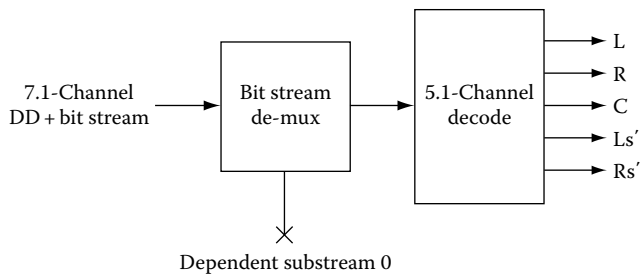 7.1-Channel
DD + bit stream
Bit stream
de-mux
5.1-Channel
decode
L
R
C
Ls′
Rs′
Dependent substream 0